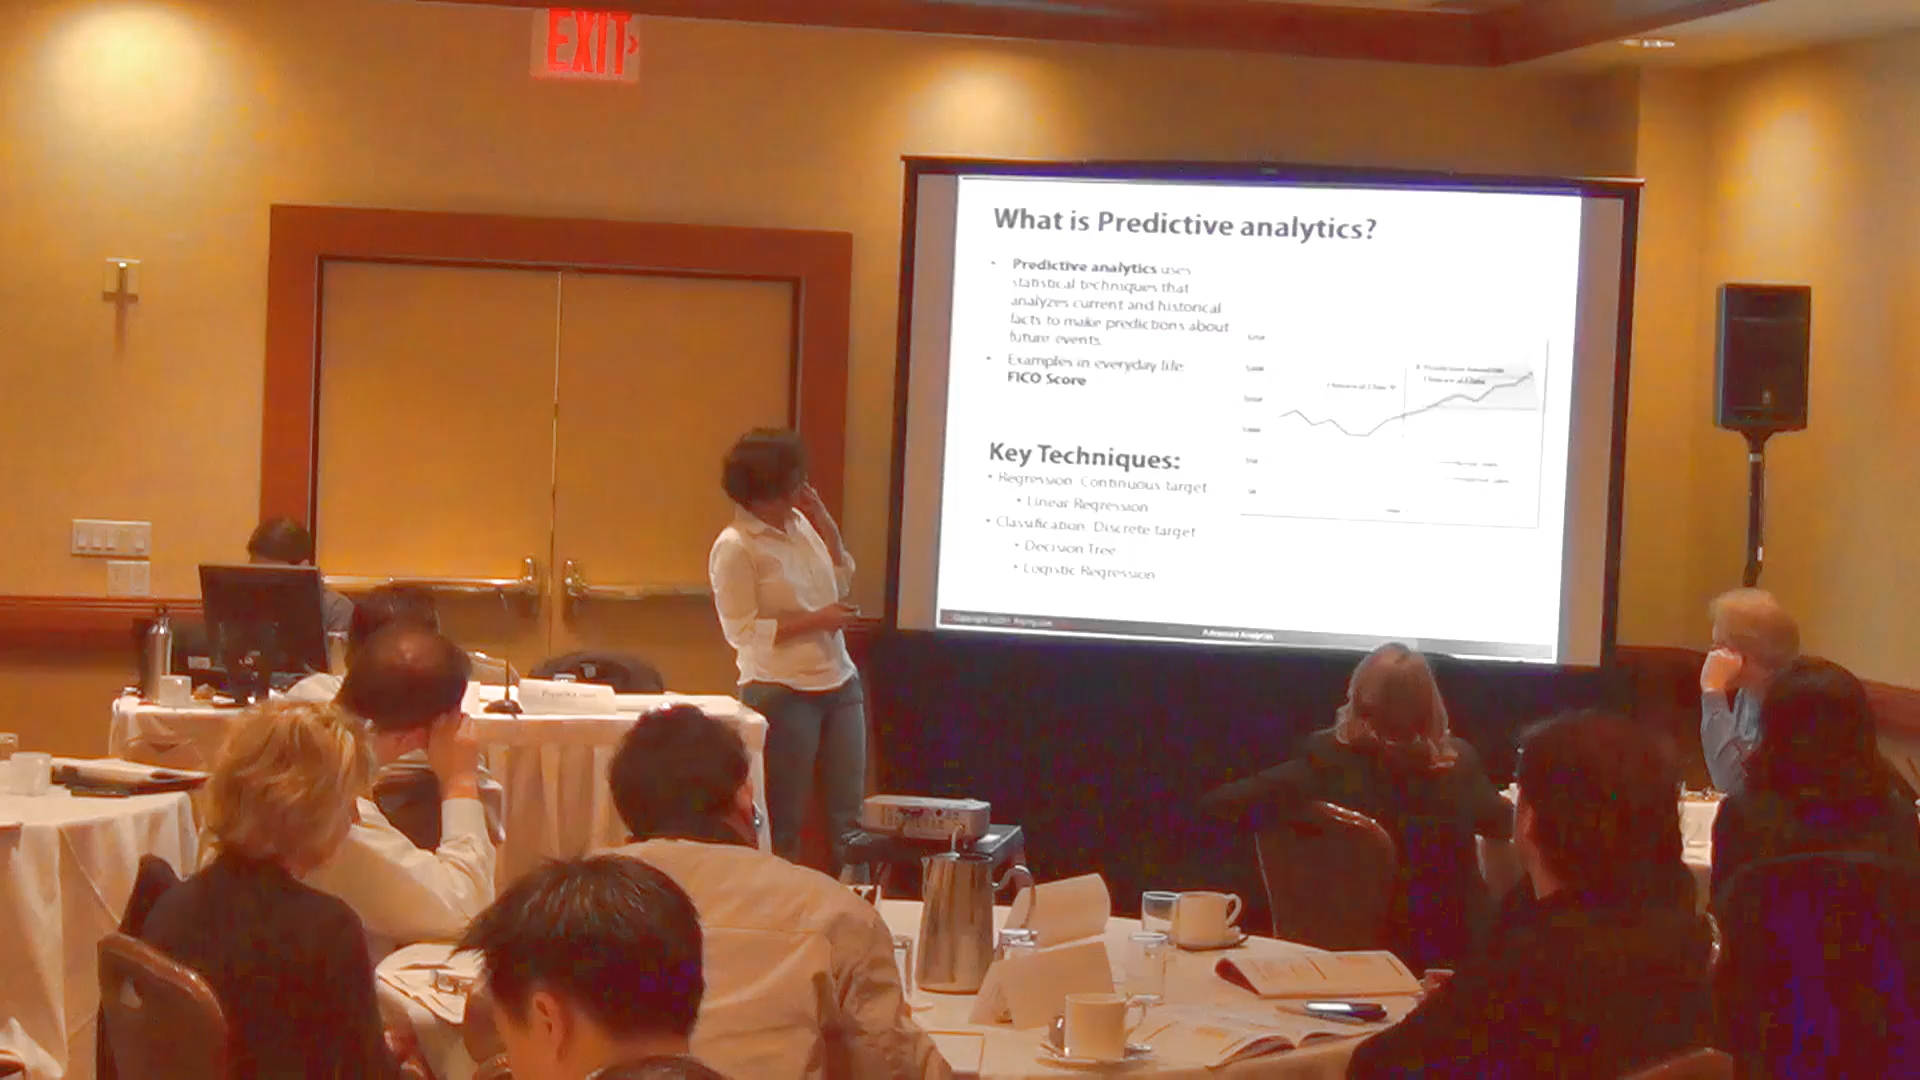 EXIT
What is Predictive analytics?
• Predictive analytics uses
statistical techniques that
analyzes current and historical
facts to make predictions about
future events.
• Examples in everyday life:
FICO Score
Key Techniques:
• Regression: Continuous target
• Linear Regression
• Classification: Discrete target
• Decision Tree
• Logistic Regression
Advanced Analytics